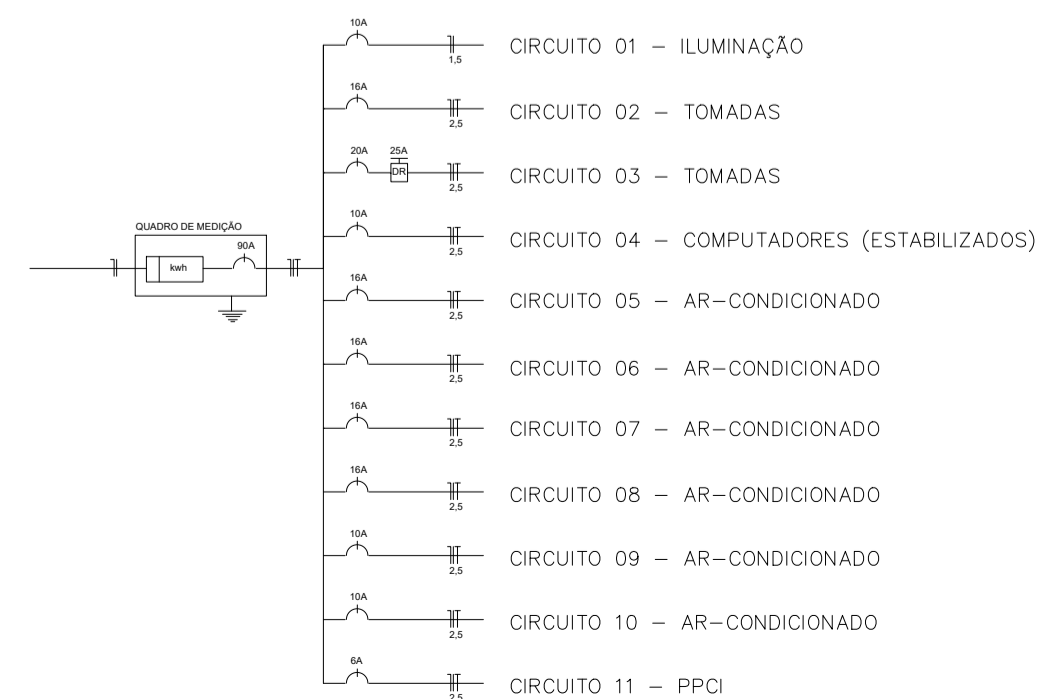 10A
1,5
CIRCUITO 01 – ILUMINAÇÃO
16A
2,5
CIRCUITO 02 – TOMADAS
20A 25A
DR
2,5
CIRCUITO 03 – TOMADAS
10A
2,5
CIRCUITO 04 – COMPUTADORES (ESTABILIZADOS)
QUADRO DE MEDIÇÃO
90A
kwh
16A
2,5
CIRCUITO 05 – AR–CONDICIONADO
16A
2,5
CIRCUITO 06 – AR–CONDICIONADO
16A
2,5
CIRCUITO 07 – AR–CONDICIONADO
16A
2,5
CIRCUITO 08 – AR–CONDICIONADO
10A
2,5
CIRCUITO 09 – AR–CONDICIONADO
10A
2,5
CIRCUITO 10 – AR–CONDICIONADO
6A
2,5
CIRCUITO 11 – PPCI